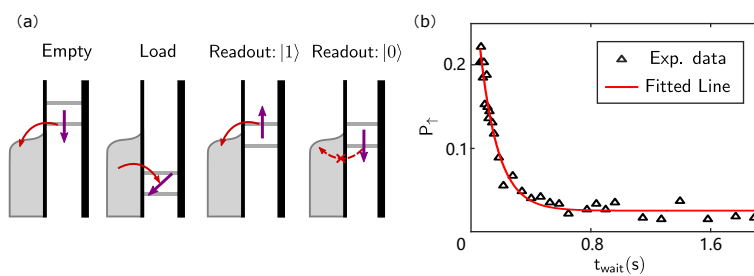 (a)
Empty
Load
Readout: |1⟩
Readout: |0⟩
(b)
0.2
0.1
P↑
Exp. data
Fitted Line
0
0.8
1.6
t_wait(s)